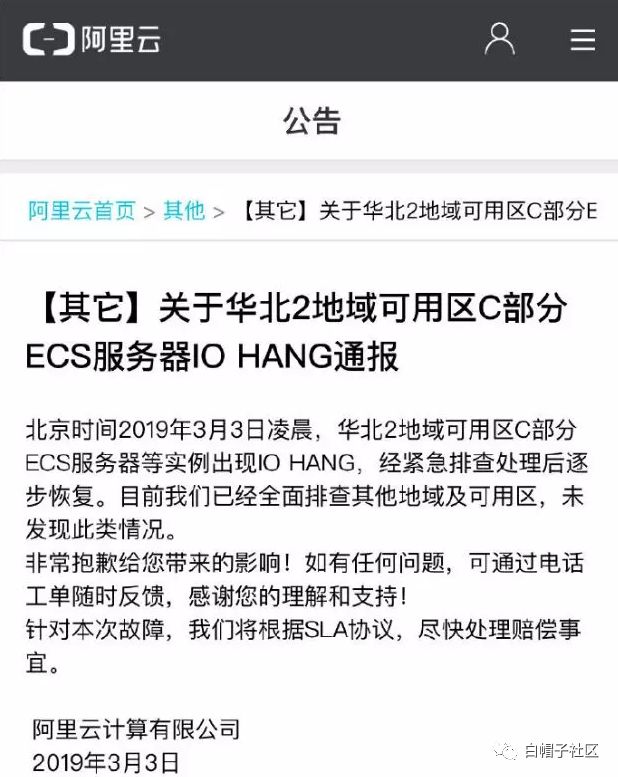 阿里云
公告
阿里云首页 > 其他 > 【其它】关于华北2地域可用区C部分E
【其它】关于华北2地域可用区C部分
ECS服务器IO HANG通报
北京时间2019年3月3日凌晨，华北2地域可用区C部分
ECS服务器等实例出现IO HANG，经紧急排查处理后逐
步恢复。目前我们已经全面排查其他地域及可用区，未
发现此类情况。
非常抱歉给您带来的影响！如有任何问题，可通过电话
工单随时反馈，感谢您的理解和支持！
针对本次故障，我们将根据SLA协议，尽快处理赔偿事
宜。
阿里云计算有限公司
2019年3月3日
白帽子社区